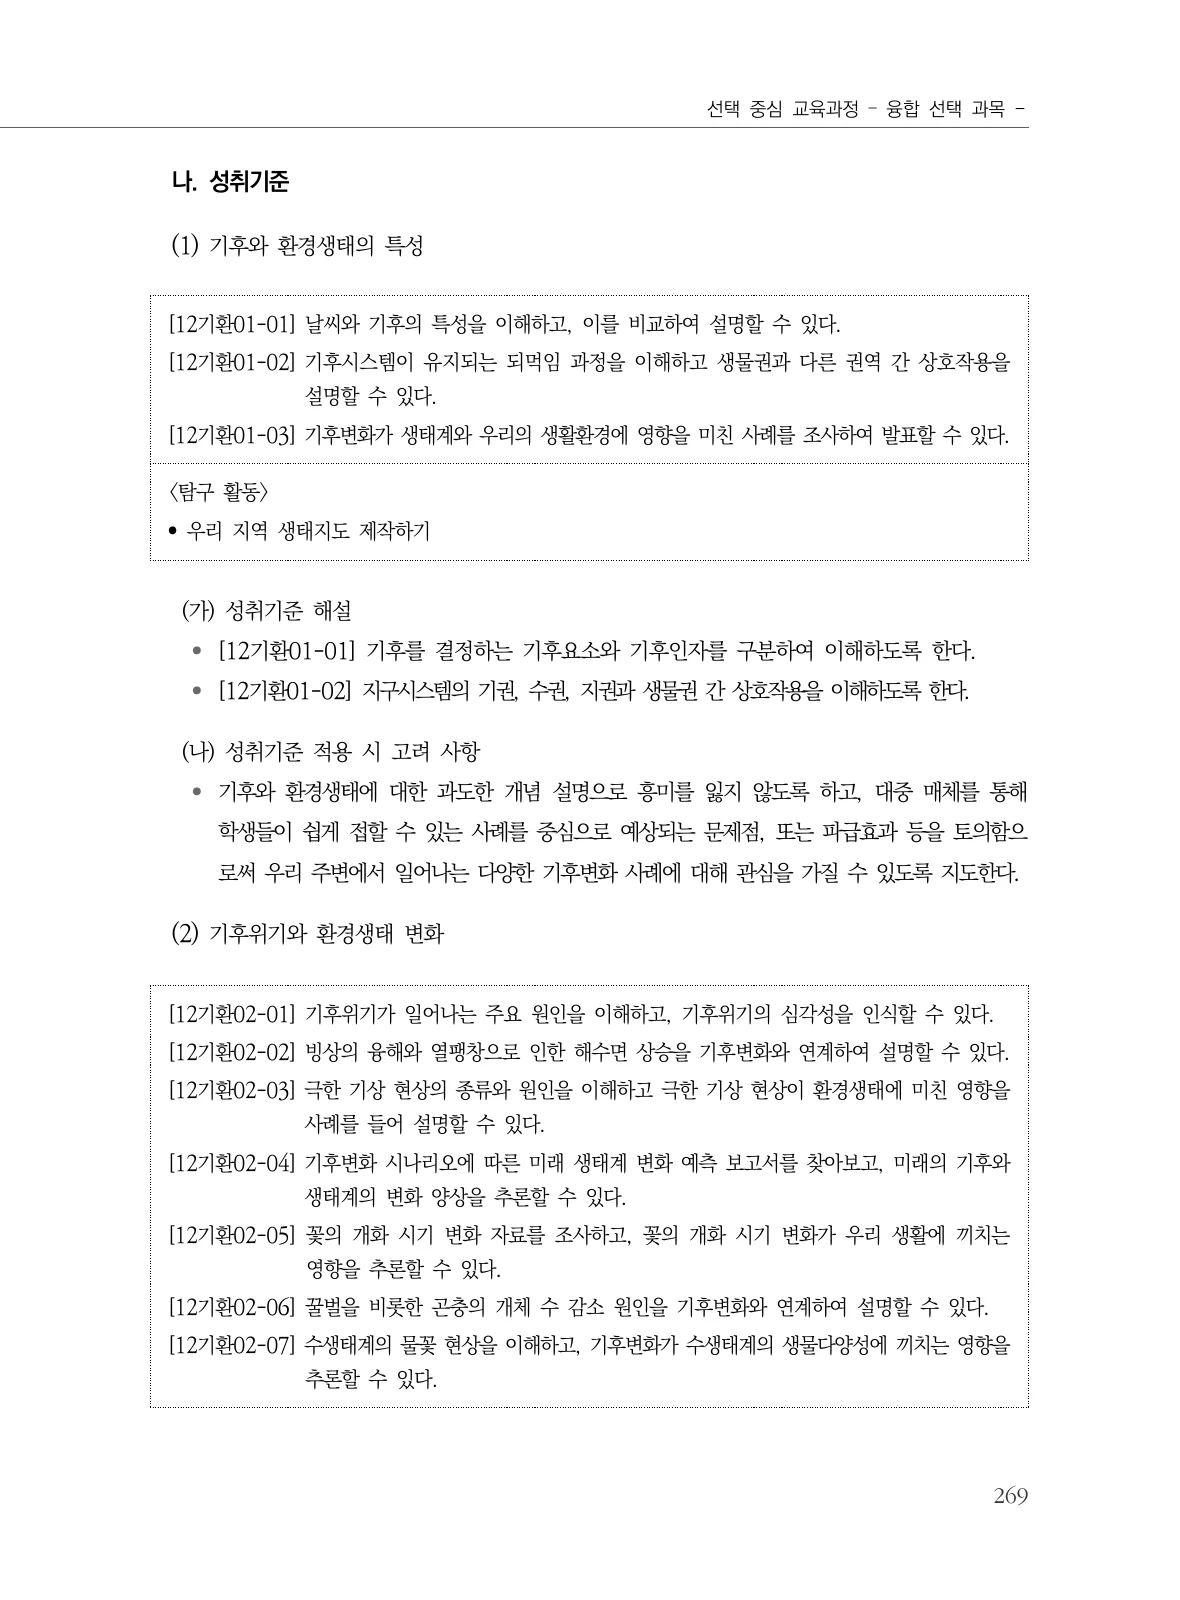 선택 중심 교육과정 - 융합 선택 과목 -
나. 성취기준
(1) 기후와 환경생태의 특성
[12기환01-01] 날씨와 기후의 특성을 이해하고, 이를 비교하여 설명할 수 있다.
[12기환01-02] 기후시스템이 유지되는 되먹임 과정을 이해하고 생물권과 다른 권역 간 상호작용을
설명할 수 있다.
[12기환01-03] 기후변화가 생태계와 우리의 생활환경에 영향을 미친 사례를 조사하여 발표할 수 있다.
〈탐구 활동〉
• 우리 지역 생태지도 제작하기
(가) 성취기준 해설
• [12기환01-01] 기후를 결정하는 기후요소와 기후인자를 구분하여 이해하도록 한다.
• [12기환01-02] 지구시스템의 기권, 수권, 지권과 생물권 간 상호작용을 이해하도록 한다.
(나) 성취기준 적용 시 고려 사항
• 기후와 환경생태에 대한 과도한 개념 설명으로 흥미를 잃지 않도록 하고, 대중 매체를 통해
학생들이 쉽게 접할 수 있는 사례를 중심으로 예상되는 문제점, 또는 파급효과 등을 토의함으
로써 우리 주변에서 일어나는 다양한 기후변화 사례에 대해 관심을 가질 수 있도록 지도한다.
(2) 기후위기와 환경생태 변화
[12기환02-01] 기후위기가 일어나는 주요 원인을 이해하고, 기후위기의 심각성을 인식할 수 있다.
[12기환02-02] 빙상의 융해와 열팽창으로 인한 해수면 상승을 기후변화와 연계하여 설명할 수 있다.
[12기환02-03] 극한 기상 현상의 종류와 원인을 이해하고 극한 기상 현상이 환경생태에 미친 영향을
사례를 들어 설명할 수 있다.
[12기환02-04] 기후변화 시나리오에 따른 미래 생태계 변화 예측 보고서를 찾아보고, 미래의 기후와
생태계의 변화 양상을 추론할 수 있다.
[12기환02-05] 꽃의 개화 시기 변화 자료를 조사하고, 꽃의 개화 시기 변화가 우리 생활에 끼치는
영향을 추론할 수 있다.
[12기환02-06] 꿀벌을 비롯한 곤충의 개체 수 감소 원인을 기후변화와 연계하여 설명할 수 있다.
[12기환02-07] 수생태계의 물꽃 현상을 이해하고, 기후변화가 수생태계의 생물다양성에 끼치는 영향을
추론할 수 있다.
269